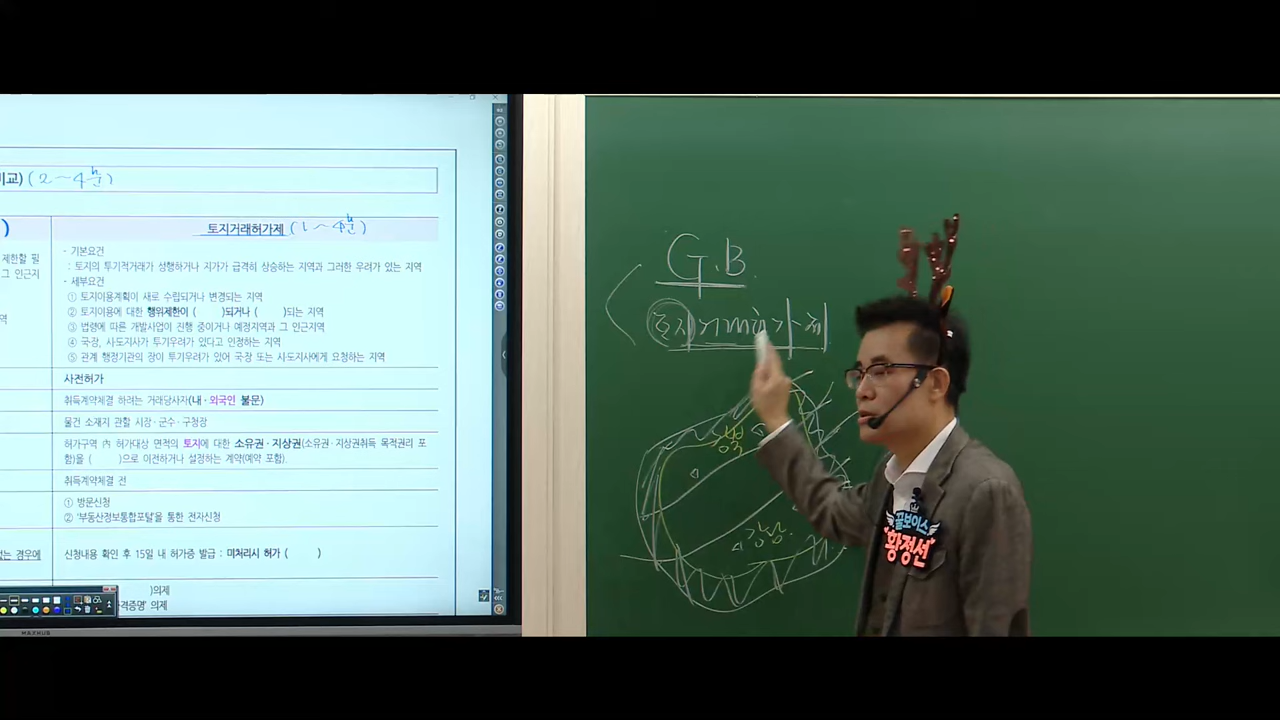 비교) (2~4분)
토지거래허가제 (1~4분)
제한할 필
그 인근지
역
- 기본요건
: 토지의 투기적거래가 성행하거나 지가가 급격히 상승하는 지역과 그러한 우려가 있는 지역
- 세부요건
① 토지이용계획이 새로 수립되거나 변경되는 지역
② 토지이용에 대한 행위제한이 ( )되거나 ( )되는 지역
③ 법령에 따른 개발사업이 진행 중이거나 예정지역과 그 인근지역
④ 국장, 시도지사가 투기우려가 있다고 인정하는 지역
⑤ 관계 행정기관의 장이 투기우려가 있어 국장 또는 시도지사에게 요청하는 지역
사전허가
취득계약체결 하려는 거래당사자(내·외국인 불문)
물건 소재지 관할 시장·군수·구청장
허가구역 內 허가대상 면적의 토지에 대한 소유권·지상권(소유권·지상권취득 목적권리 포
함)을 ( )으로 이전하거나 설정하는 계약(예약 포함).
취득계약체결 전
① 방문신청
② '부동산정보통합포털'을 통한 전자신청
없는 경우에
신청내용 확인 후 15일 내 허가증 발급 : 미처리시 허가 ( )
)의제
격증명' 의제
MAXHUB
G.B
토지거래허가제
성북
강남
꿀보이스
황정선